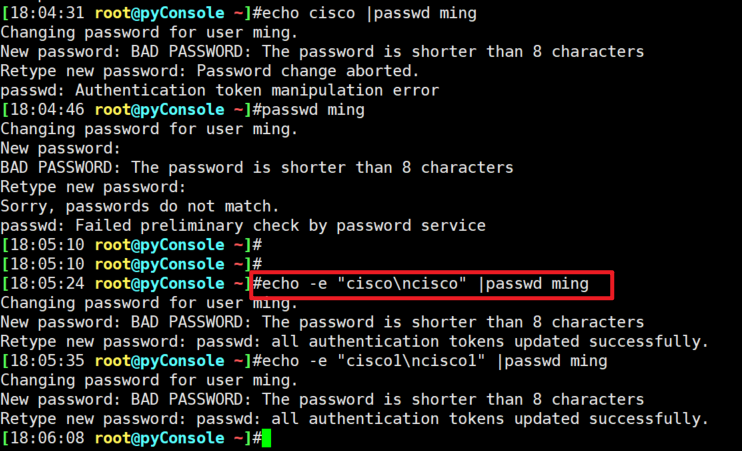 [18:04:31 root@pyConsole ~]#echo cisco |passwd ming
Changing password for user ming.
New password: BAD PASSWORD: The password is shorter than 8 characters
Retype new password: Password change aborted.
passwd: Authentication token manipulation error
[18:04:46 root@pyConsole ~]#passwd ming
Changing password for user ming.
New password:
BAD PASSWORD: The password is shorter than 8 characters
Retype new password:
Sorry, passwords do not match.
passwd: Failed preliminary check by password service
[18:05:10 root@pyConsole ~]#
[18:05:10 root@pyConsole ~]#
[18:05:24 root@pyConsole ~]#echo -e "cisco\ncisco" |passwd ming
Changing password for user ming.
New password: BAD PASSWORD: The password is shorter than 8 characters
Retype new password: passwd: all authentication tokens updated successfully.
[18:05:35 root@pyConsole ~]#echo -e "cisco1\ncisco1" |passwd ming
Changing password for user ming.
New password: BAD PASSWORD: The password is shorter than 8 characters
Retype new password: passwd: all authentication tokens updated successfully.
[18:06:08 root@pyConsole ~]#